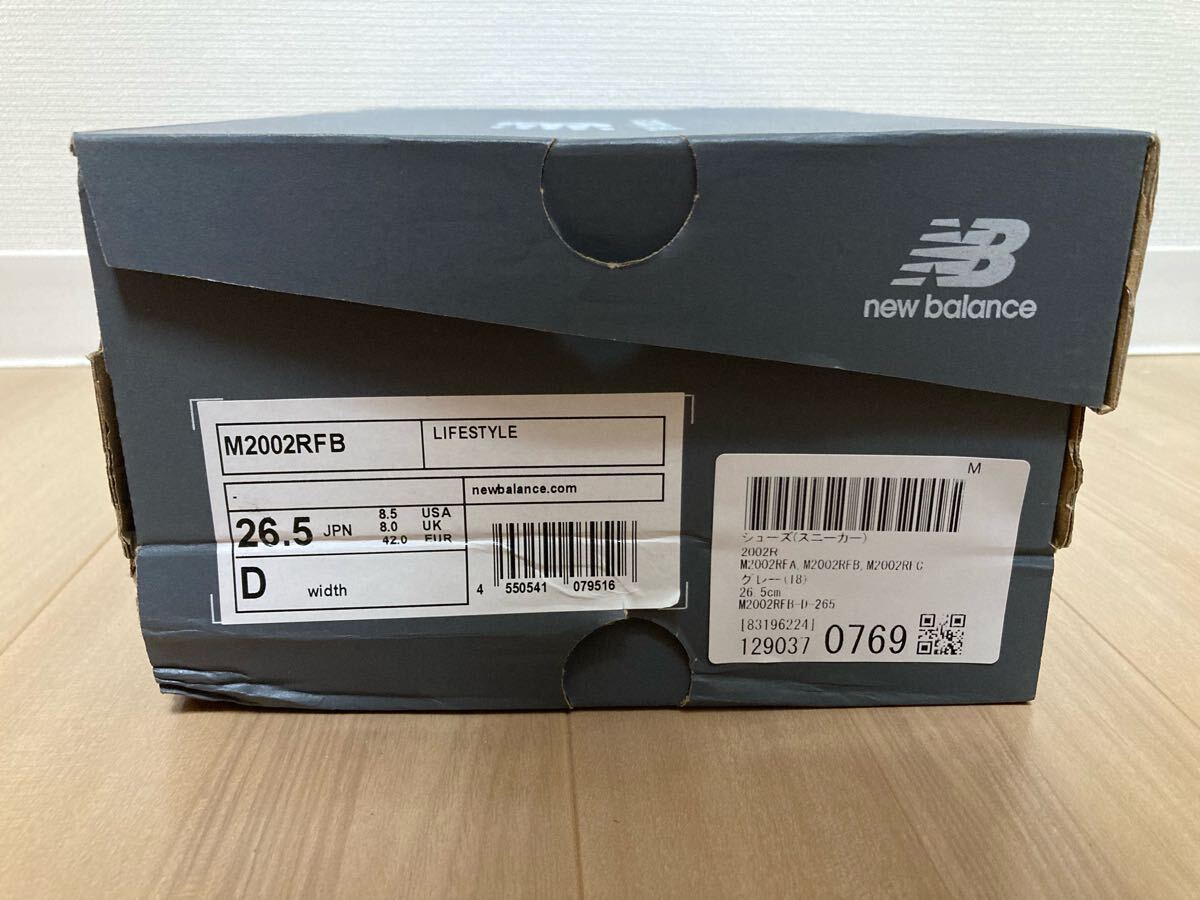 NB
new balance
M2002RFB
LIFESTYLE
-
newbalance.com
26.5 JPN
8.5 USA
8.0 UK
42.0 EUR
D width
4 550541 079516
M
シューズ(スニーカー)
2002R
M2002RFA, M2002RFB, M2002RFC
グレー(18)
26.5cm
M2002RFB-D-265
[83196224]
129037 0769